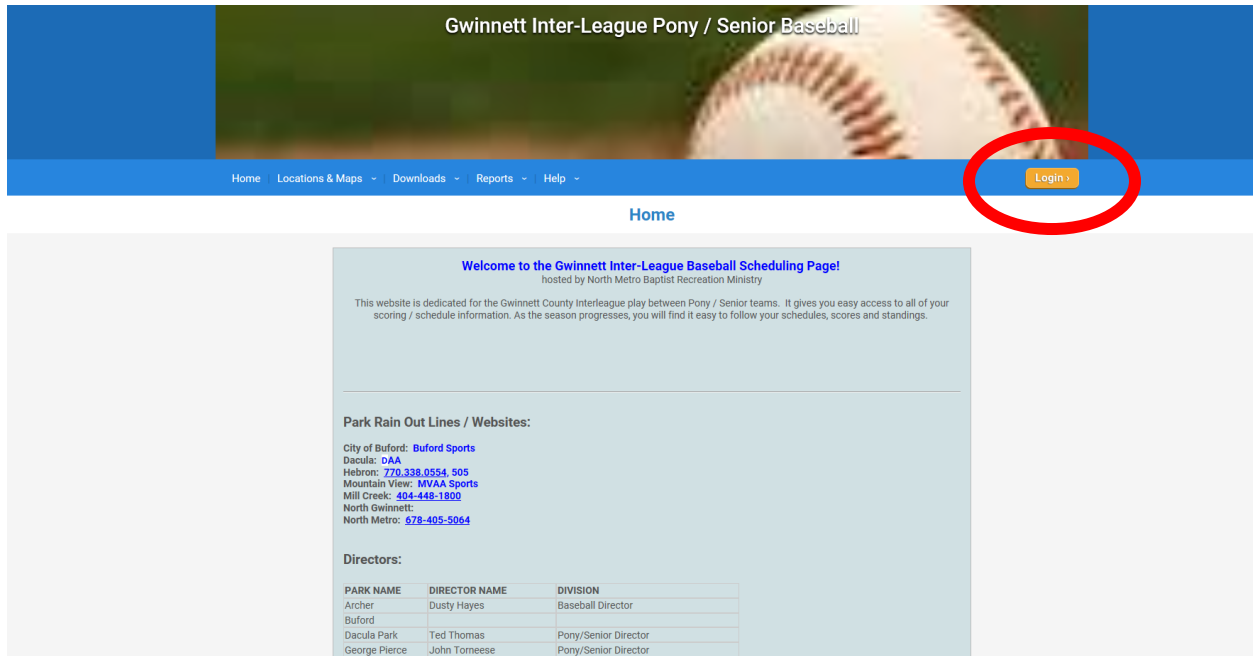 Gwinnett Inter-League Pony / Senior Baseball
Home Locations & Maps Downloads Reports Help Login ›
Home
Welcome to the Gwinnett Inter-League Baseball Scheduling Page!
hosted by North Metro Baptist Recreation Ministry
This website is dedicated for the Gwinnett County Interleague play between Pony / Senior teams. It gives you easy access to all of your
scoring / schedule information. As the season progresses, you will find it easy to follow your schedules, scores and standings.
Park Rain Out Lines / Websites:
City of Buford: Buford Sports
Dacula: DAA
Hebron: 770.338.0554, 505
Mountain View: MVAA Sports
Mill Creek: 404-448-1800
North Gwinnett:
North Metro: 678-405-5064
Directors:
PARK NAME DIRECTOR NAME DIVISION
Archer Dusty Hayes Baseball Director
Buford
Dacula Park Ted Thomas Pony/Senior Director
George Pierce John Torneese Pony/Senior Director